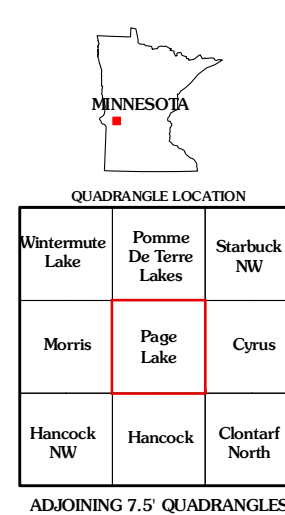 MINNESOTA
QUADRANGLE LOCATION
Wintermute
Lake
Pomme
De Terre
Lakes
Starbuck
NW
Morris
Page
Lake
Cyrus
Hancock
NW
Hancock
Clontarf
North
ADJOINING 7.5' QUADRANGLES